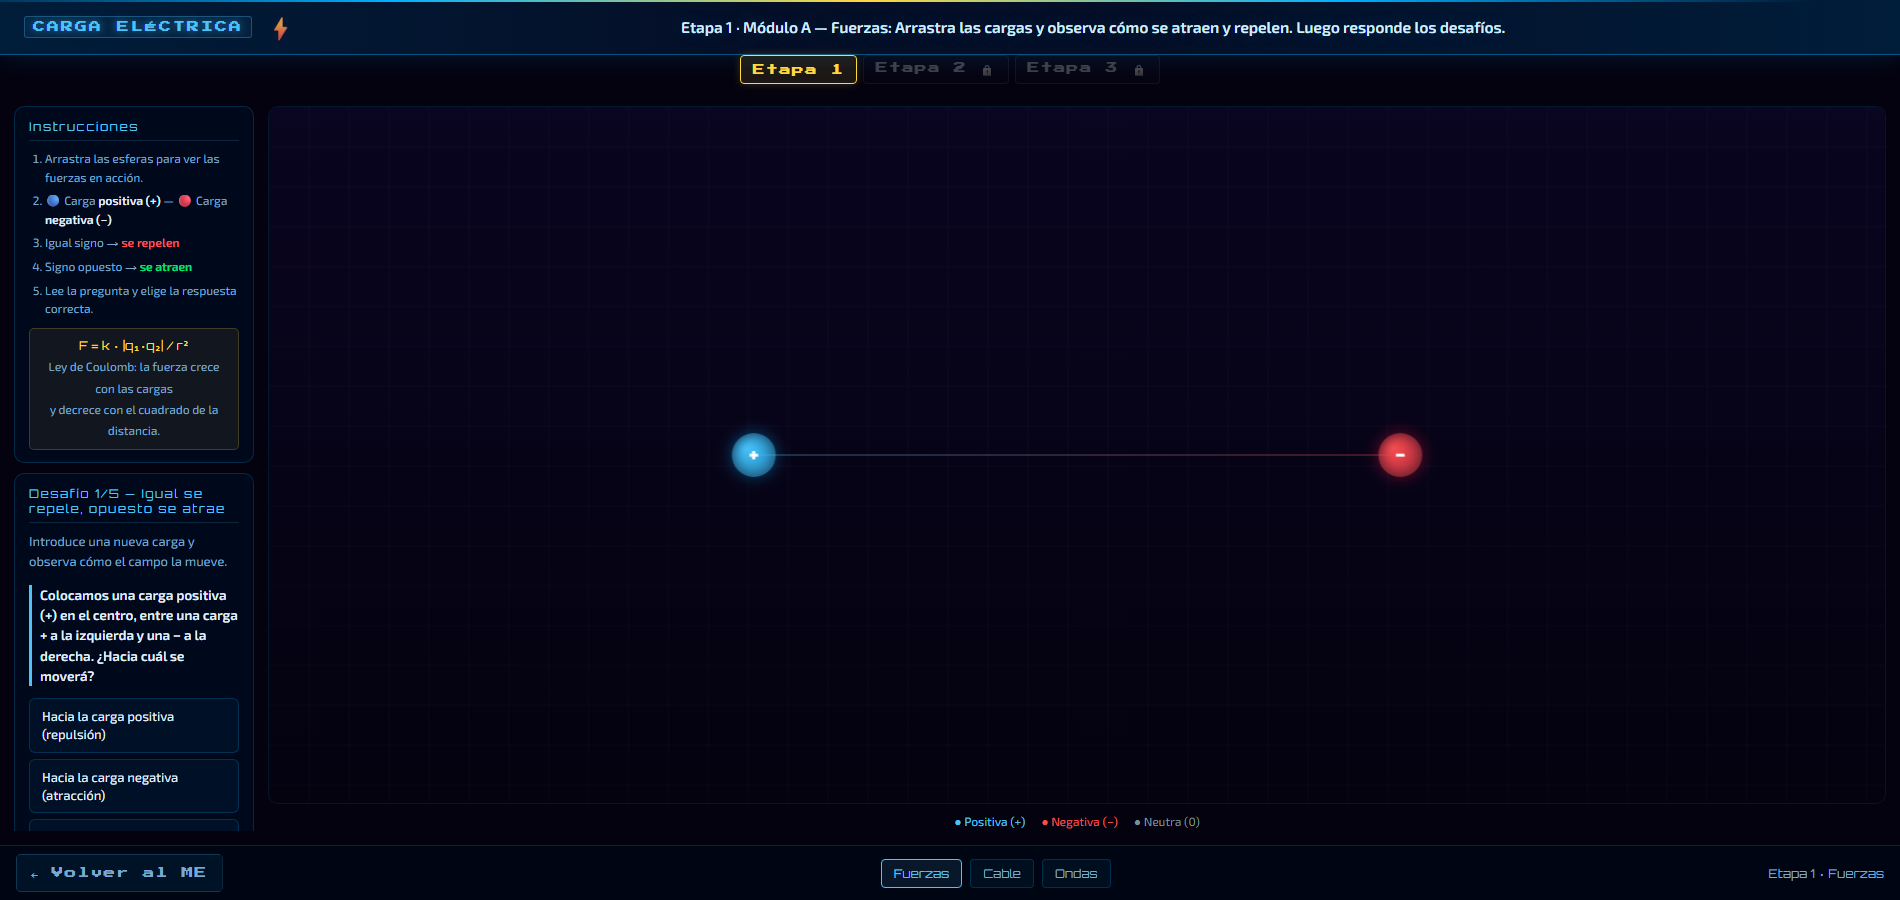 CARGA ELéCTRICA
Etapa 1 · Módulo A — Fuerzas: Arrastra las cargas y observa cómo se atraen y repelen. Luego responde los desafíos.
Etapa 1
Etapa 2
Etapa 3
Instrucciones
1. Arrastra las esferas para ver las
fuerzas en acción.
2. Carga positiva (+) — Carga
negativa (−)
3. Igual signo → se repelen
4. Signo opuesto → se atraen
5. Lee la pregunta y elige la respuesta
correcta.
F = k · |q₁·q₂| / r²
Ley de Coulomb: la fuerza crece
con las cargas
y decrece con el cuadrado de la
distancia.
Desafío 1/5 — Igual se
repele, opuesto se atrae
Introduce una nueva carga y
observa cómo el campo la mueve.
Colocamos una carga positiva
(+) en el centro, entre una carga
+ a la izquierda y una − a la
derecha. ¿Hacia cuál se
moverá?
Hacia la carga positiva
(repulsión)
Hacia la carga negativa
(atracción)
+
−
● Positiva (+) ● Negativa (−) ● Neutra (0)
← Volver al ME
Fuerzas
Cable
Ondas
Etapa 1 · Fuerzas